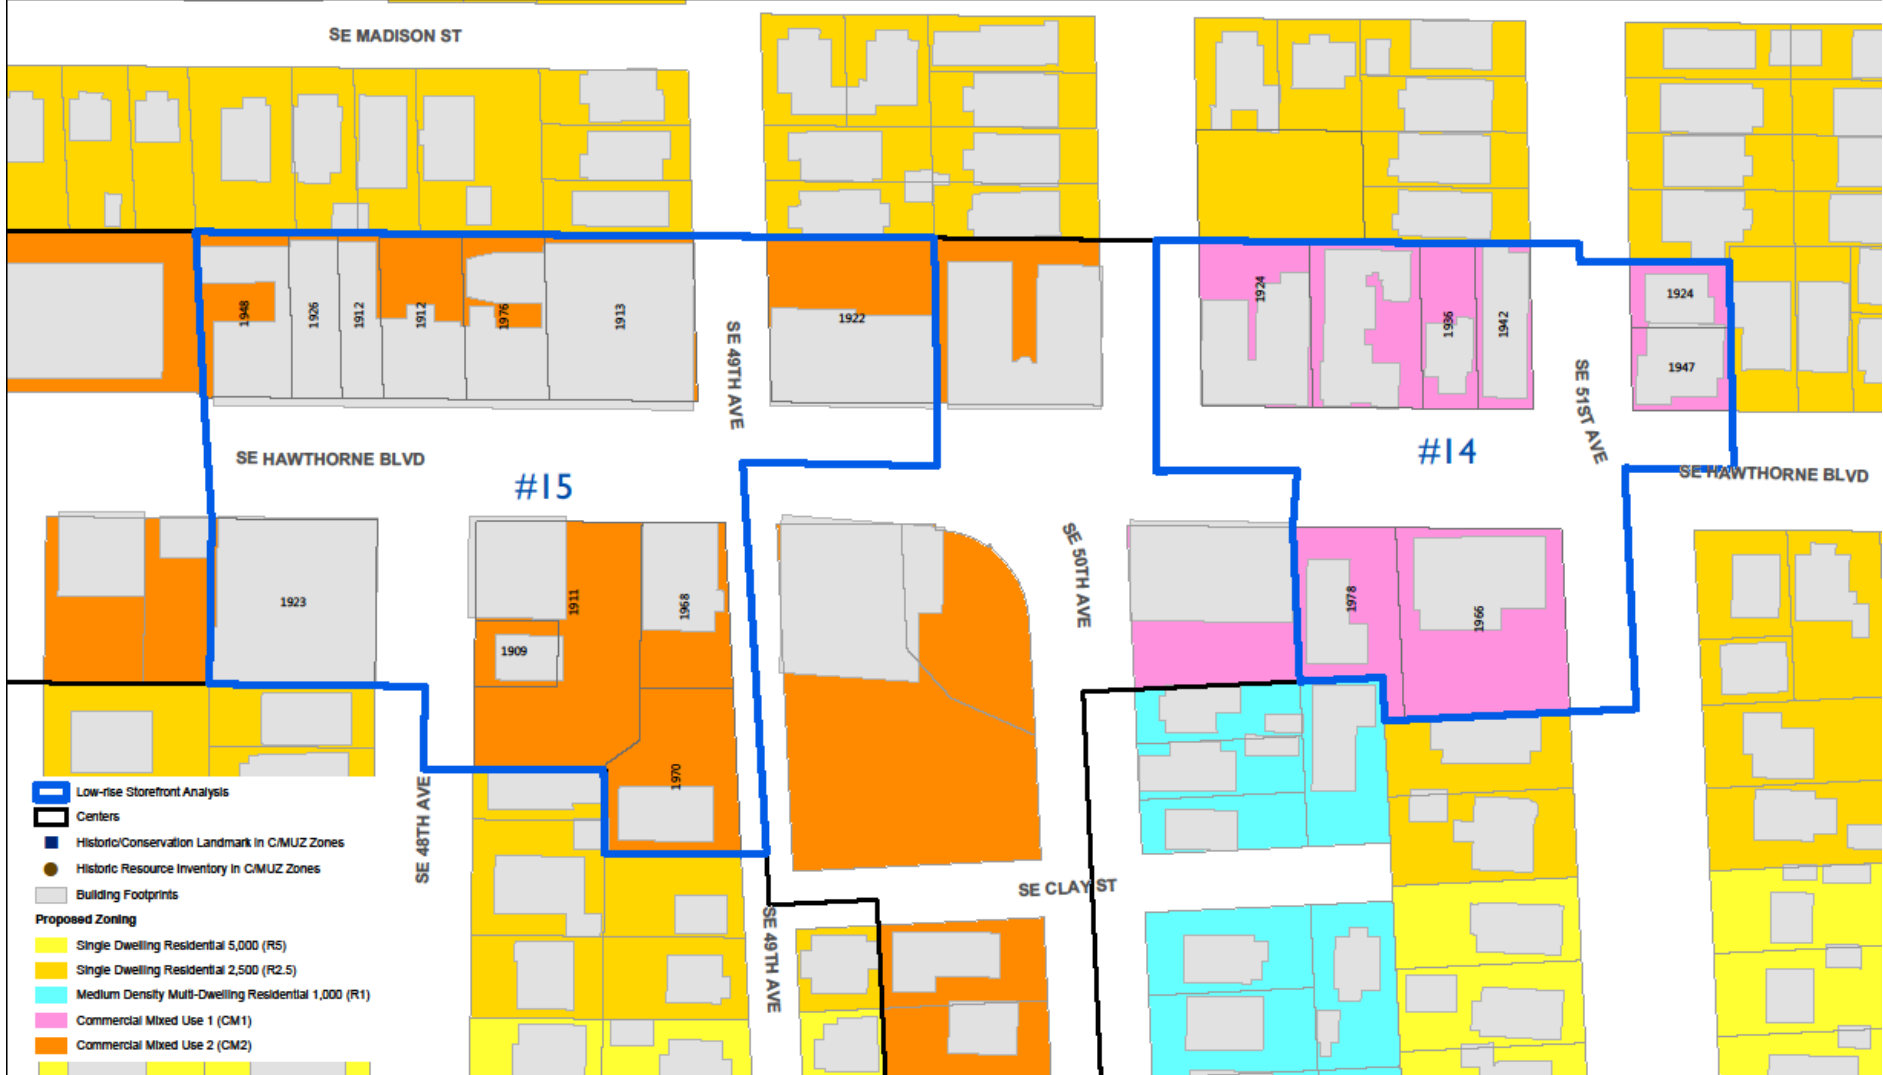 SE MADISON ST
1948
1926
1912
1912
1976
1913
SE 49TH AVE
1922
1924
1936
1942
SE 51ST AVE
1924
1947
SE HAWTHORNE BLVD
#15
#14
SE HAWTHORNE BLVD
1923
1911
1909
1968
1970
SE 50TH AVE
1978
1966
SE 48TH AVE
SE CLAY ST
SE 49TH AVE
Low-rise Storefront Analysis
Centers
Historic/Conservation Landmark in C/MUZ Zones
Historic Resource Inventory in C/MUZ Zones
Building Footprints
Proposed Zoning
Single Dwelling Residential 5,000 (R5)
Single Dwelling Residential 2,500 (R2.5)
Medium Density Multi-Dwelling Residential 1,000 (R1)
Commercial Mixed Use 1 (CM1)
Commercial Mixed Use 2 (CM2)